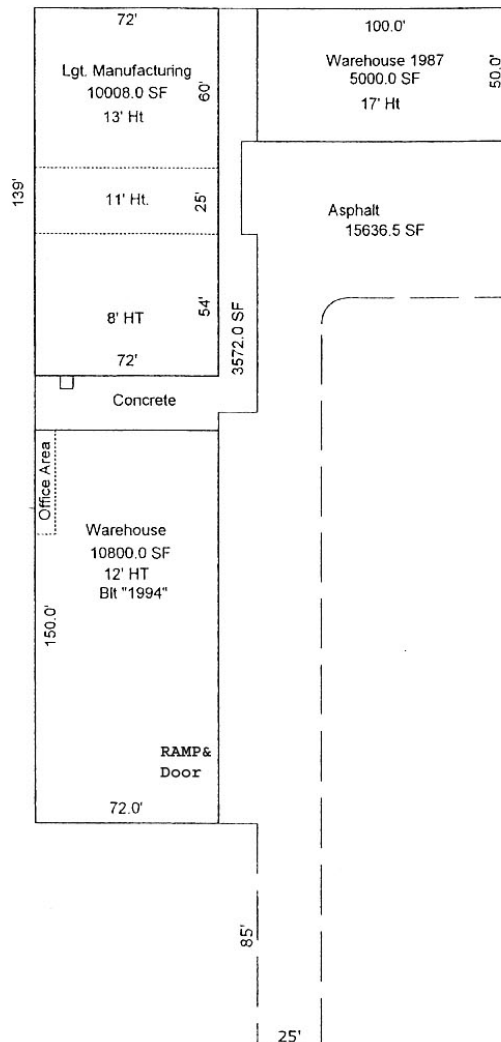 72'
Lgt. Manufacturing
10008.0 SF
13' Ht
60'
139'
11' Ht.
25'
8' HT
54'
72'
100.0'
Warehouse 1987
5000.0 SF
17' Ht
50.0'
Asphalt
15636.5 SF
3572.0 SF
Concrete
Office Area
Warehouse
10800.0 SF
12' HT
Blt "1994"
150.0'
RAMP&
Door
72.0'
85'
25'